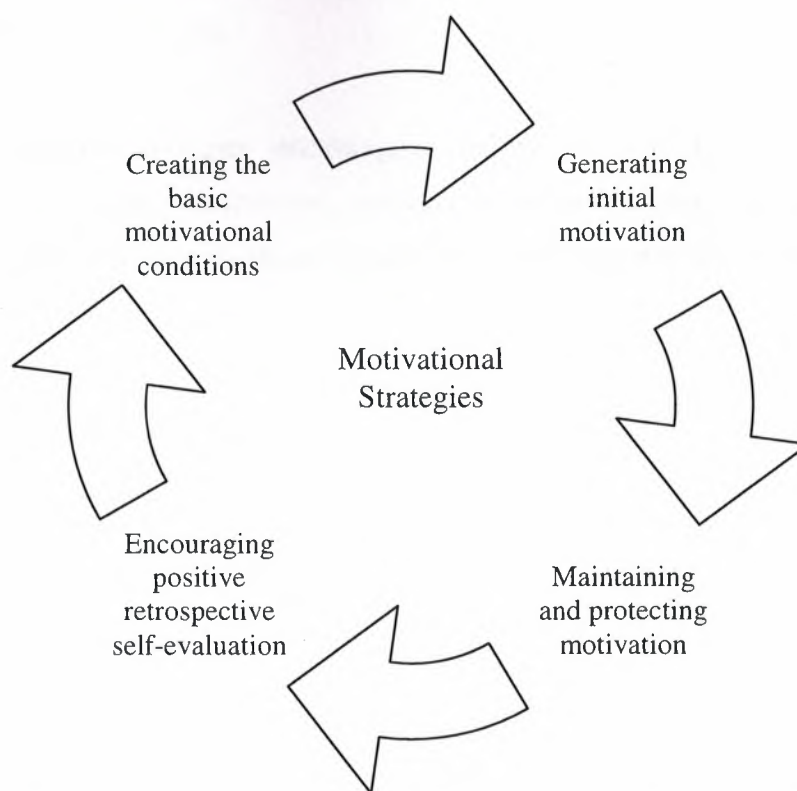 Creating the
basic
motivational
conditions
Generating
initial
motivation
Motivational
Strategies
Encouraging
positive
retrospective
self-evaluation
Maintaining
and protecting
motivation